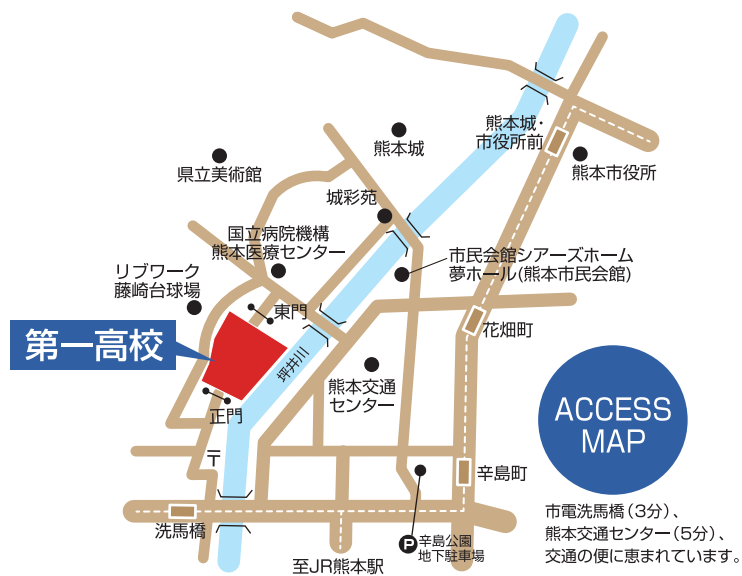 熊本城・
市役所前
熊本城
熊本市役所
県立美術館
城彩苑
国立病院機構
熊本医療センター
市民会館シアーズホーム
夢ホール(熊本市民会館)
リブワーク
藤崎台球場
東門
花畑町
第一高校
坪井川
熊本交通
センター
正門
ACCESS
MAP
〒
辛島町
市電洗馬橋（3分）、
熊本交通センター（5分）、
交通の便に恵まれています。
洗馬橋
P 辛島公園
地下駐車場
至JR熊本駅